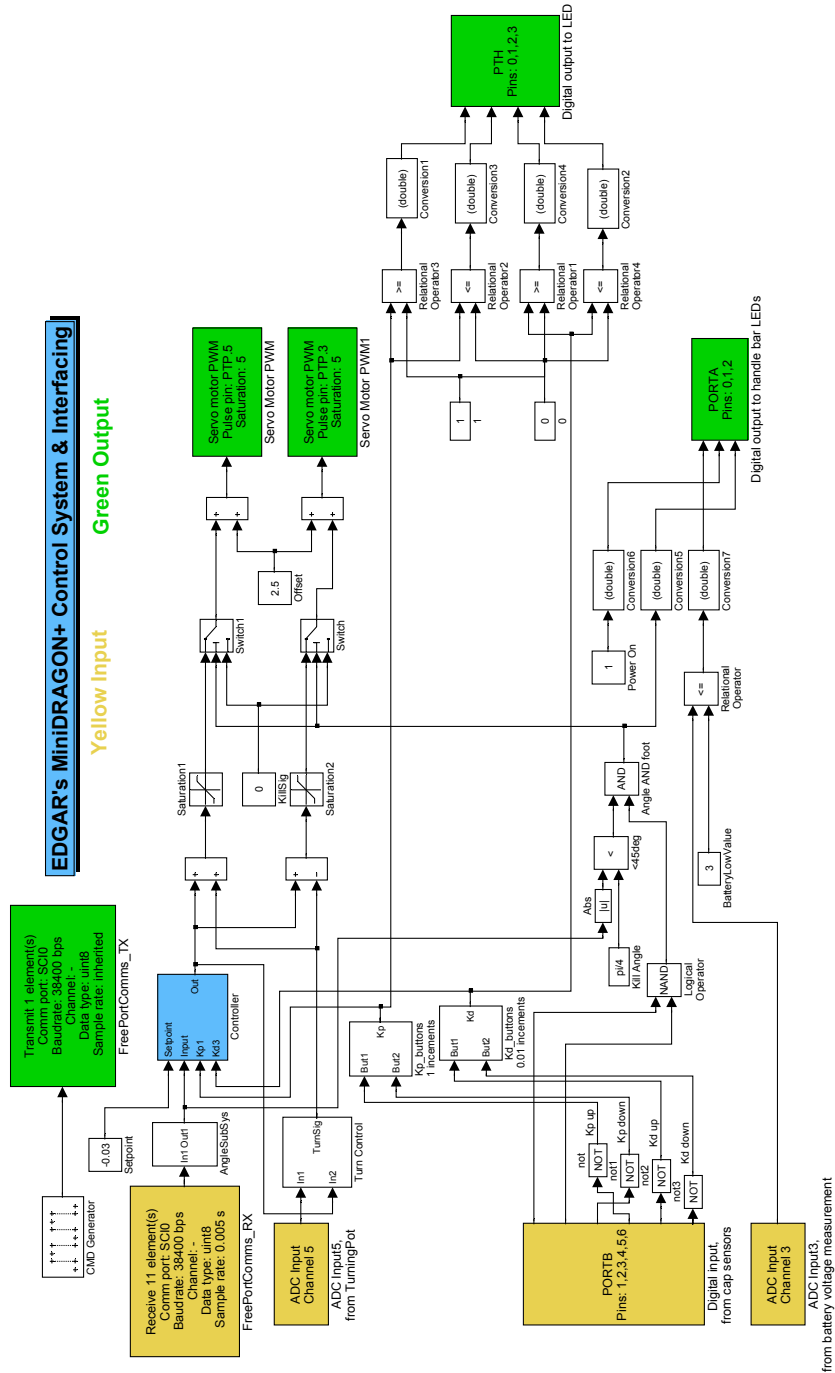 EDGAR's MiniDRAGON+ Control System & Interfacing
Yellow Input
Green Output
CMD Generator
Transmit 1 element(s)
Comm port: SCI0
Baudrate: 38400 bps
Channel: -
Data type: uint8
Sample rate: inherited
FreePortComms_TX
-0.03
Setpoint
Receive 11 element(s)
Comm port: SCI0
Baudrate: 38400 bps
Channel: -
Data type: uint8
Sample rate: 0.005 s
FreePortComms_RX
In1 Out1
AngleSubSys
Setpoint
Input
Kp1
Kd3
Out
Controller
ADC Input
Channel 5
ADC Input5,
from TurningPot
In1
In2
TurnSig
Turn Control
+
+
+
-
Saturation1
0
KillSig
Saturation2
Switch1
Switch
2.5
Offset
+
+
+
+
Servo motor PWM
Pulse pin: PTP.5
Saturation: 5
Servo Motor PWM
Servo motor PWM
Pulse pin: PTP.3
Saturation: 5
Servo Motor PWM1
But1
But2
Kp
Kp_buttons
1 increments
But1
But2
Kd
Kd_buttons
0.01 increments
1
1
0
0
>=
Relational
Operator3
<=
Relational
Operator2
>=
Relational
Operator1
<=
Relational
Operator4
(double)
Conversion1
(double)
Conversion3
(double)
Conversion4
(double)
Conversion2
PTH
Pins: 0,1,2,3
Digital output to LED
PORTB
Pins: 1,2,3,4,5,6
Digital input,
from cap sensors
not
Kp up
NOT
not1
Kp down
NOT
not2
Kd up
NOT
not3
Kd down
NOT
Abs
|u|
pi/4
Kill Angle
<
<45deg
NAND
Logical
Operator
AND
Angle AND foot
1
Power On
(double)
Conversion6
(double)
Conversion5
(double)
Conversion7
PORTA
Pins: 0,1,2
Digital output to handle bar LEDs
ADC Input
Channel 3
ADC Input3,
from battery voltage measurement
3
BatteryLowValue
<=
Relational
Operator